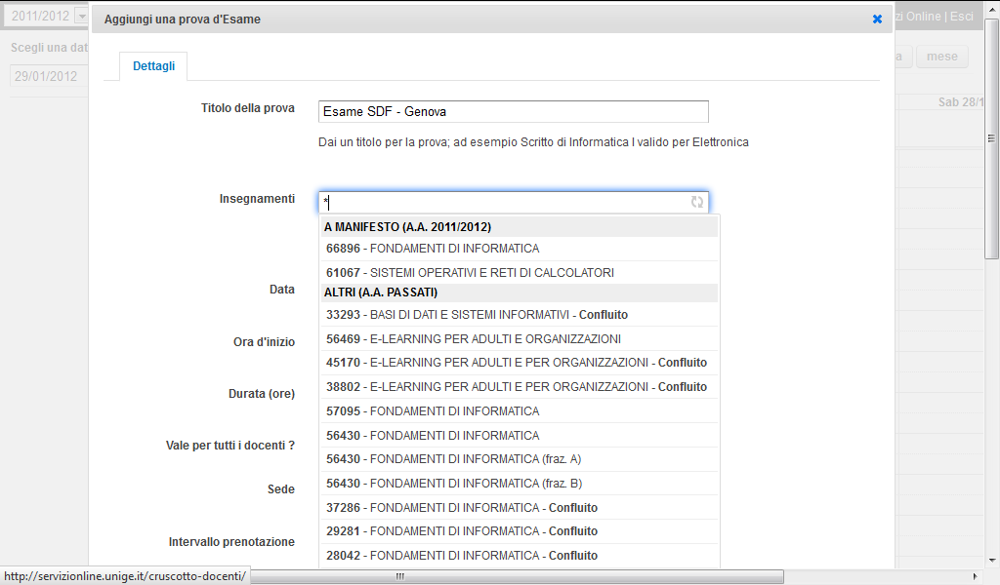 2011/2012
Aggiungi una prova d'Esame
zi Online | Esci
Scegli una dat
29/01/2012
a
mese
Sab 28/1
Dettagli
Titolo della prova
Esame SDF - Genova
Dai un titolo per la prova; ad esempio Scritto di Informatica I valido per Elettronica
Insegnamenti
*
A MANIFESTO (A.A. 2011/2012)
66896 - FONDAMENTI DI INFORMATICA
61067 - SISTEMI OPERATIVI E RETI DI CALCOLATORI
Data
ALTRI (A.A. PASSATI)
33293 - BASI DI DATI E SISTEMI INFORMATIVI - Confluito
Ora d'inizio
56469 - E-LEARNING PER ADULTI E ORGANIZZAZIONI
45170 - E-LEARNING PER ADULTI E PER ORGANIZZAZIONI - Confluito
Durata (ore)
38802 - E-LEARNING PER ADULTI E PER ORGANIZZAZIONI - Confluito
57095 - FONDAMENTI DI INFORMATICA
56430 - FONDAMENTI DI INFORMATICA
Vale per tutti i docenti ?
56430 - FONDAMENTI DI INFORMATICA (fraz. A)
56430 - FONDAMENTI DI INFORMATICA (fraz. B)
Sede
37286 - FONDAMENTI DI INFORMATICA - Confluito
29281 - FONDAMENTI DI INFORMATICA - Confluito
Intervallo prenotazione
28042 - FONDAMENTI DI INFORMATICA - Confluito
http://servizionline.unige.it/cruscotto-docenti/